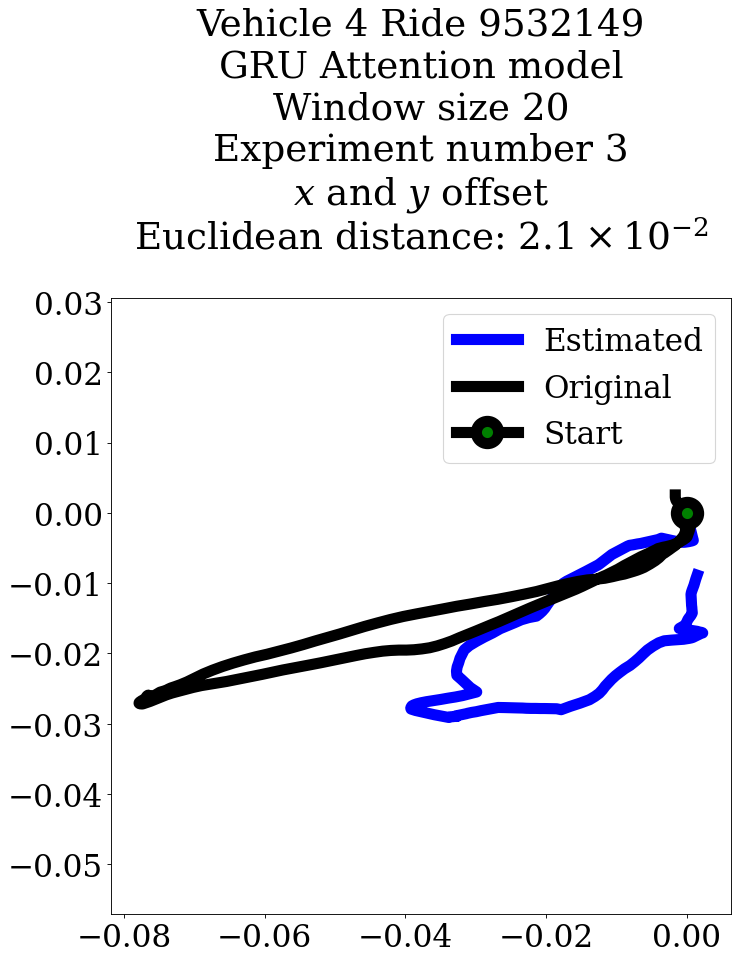 Vehicle 4 Ride 9532149
GRU Attention model
Window size 20
Experiment number 3
x and y offset
Euclidean distance: 2.1 × 10⁻²
Estimated
Original
Start
0.03
0.02
0.01
0.00
−0.01
−0.02
−0.03
−0.04
−0.05
−0.08 −0.06 −0.04 −0.02 0.00